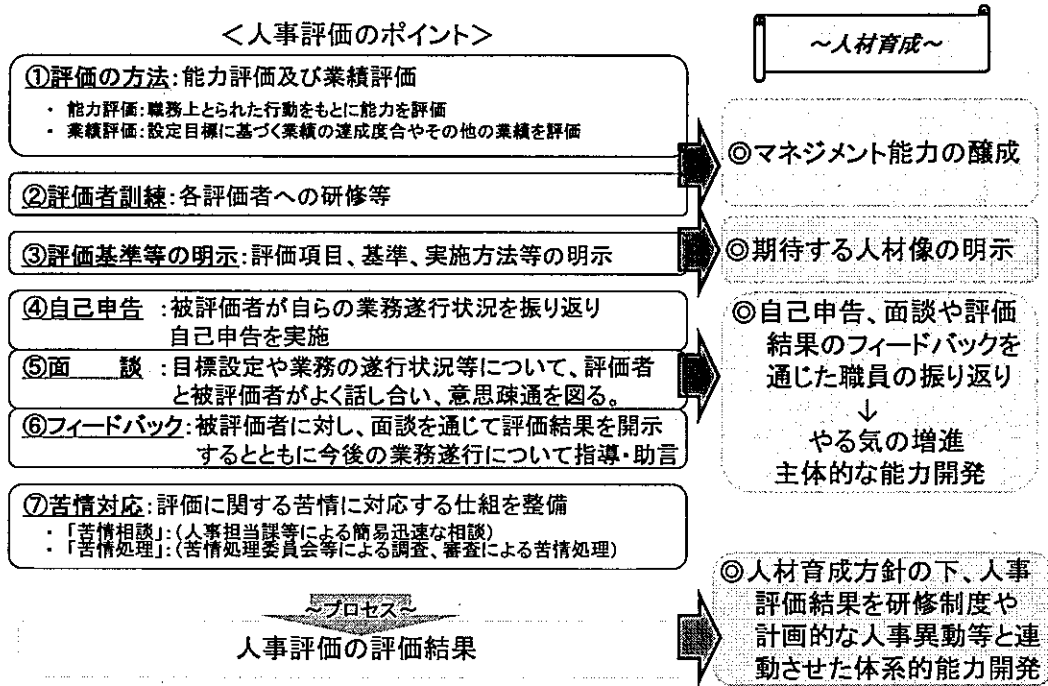 ＜人事評価のポイント＞
～人材育成～
①評価の方法：能力評価及び業績評価
・ 能力評価：職務上とられた行動をもとに能力を評価
・ 業績評価：設定目標に基づく業績の達成度合やその他の業績を評価
②評価者訓練：各評価者への研修等
◎マネジメント能力の醸成
③評価基準等の明示：評価項目、基準、実施方法等の明示
◎期待する人材像の明示
④自己申告 ：被評価者が自らの業務遂行状況を振り返り
自己申告を実施
⑤面　　談 ：目標設定や業務の遂行状況等について、評価者
と被評価者がよく話し合い、意思疎通を図る。
⑥フィードバック：被評価者に対し、面談を通じて評価結果を開示
するとともに今後の業務遂行について指導・助言
◎自己申告、面談や評価
結果のフィードバックを
通じた職員の振り返り
↓
やる気の増進
主体的な能力開発
⑦苦情対応：評価に関する苦情に対応する仕組を整備
・ 「苦情相談」：（人事担当課等による簡易迅速な相談）
・ 「苦情処理」：（苦情処理委員会等による調査、審査による苦情処理）
～プロセス～
人事評価の評価結果
◎人材育成方針の下、人事
評価結果を研修制度や
計画的な人事異動等と連
動させた体系的能力開発